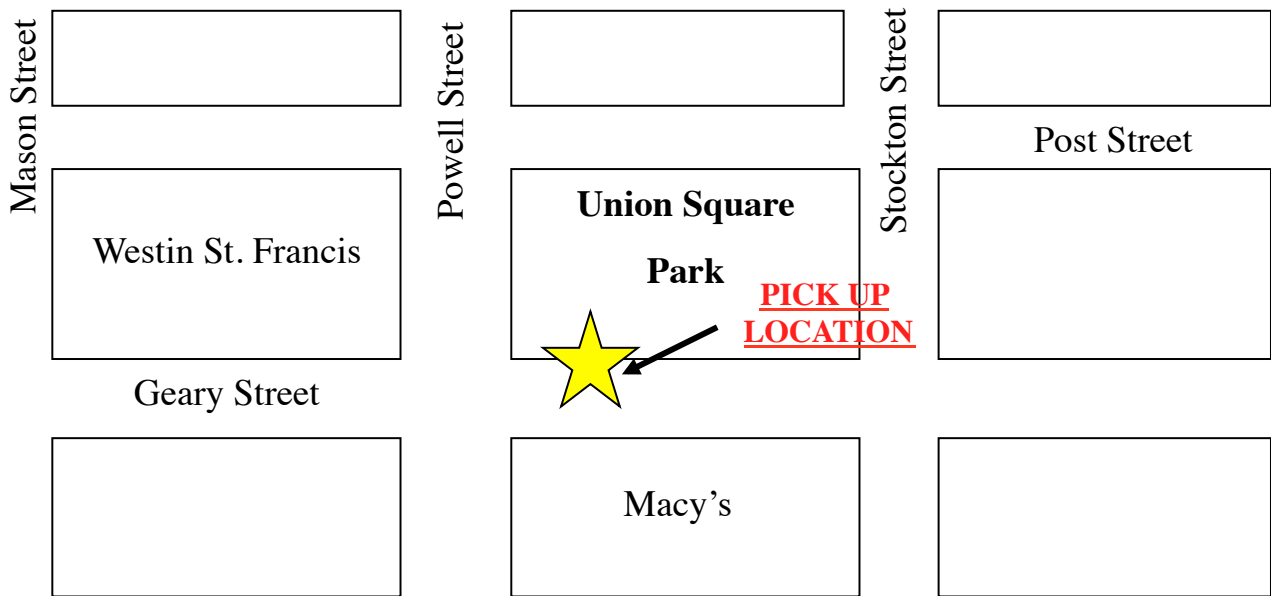 Mason Street
Powell Street
Stockton Street
Post Street
Union Square
Park
Westin St. Francis
PICK UP
LOCATION
Geary Street
Macy’s